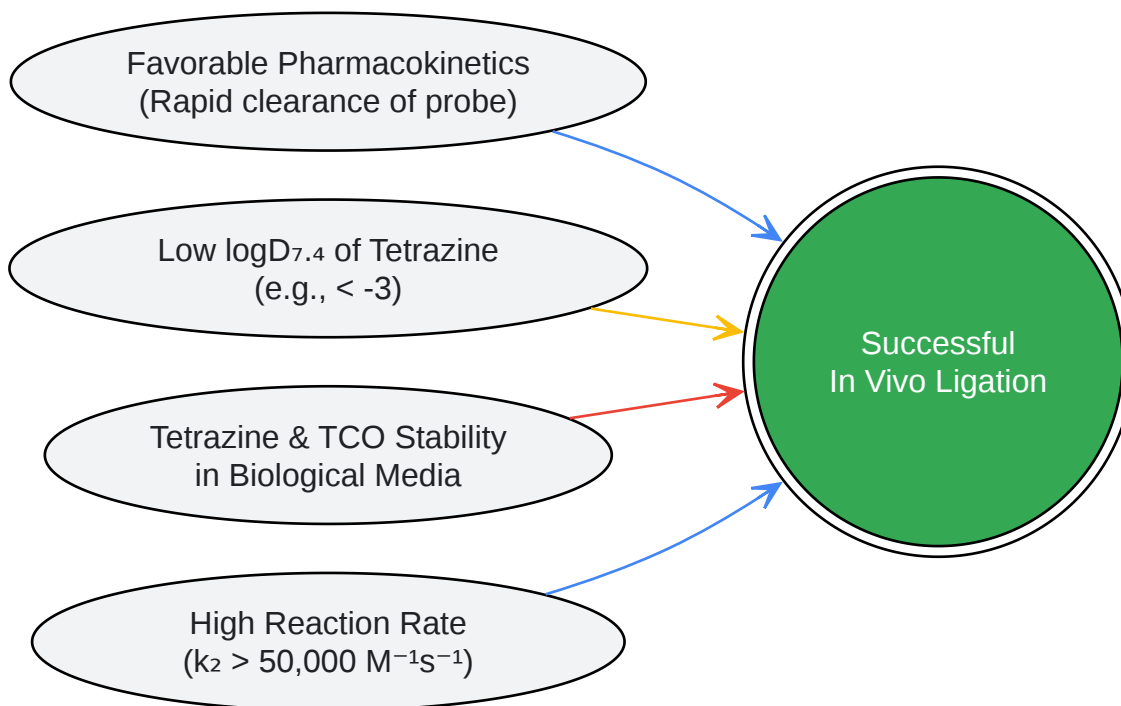 Favorable Pharmacokinetics
(Rapid clearance of probe)
Low logD₇.₄ of Tetrazine
(e.g., < -3)
Tetrazine & TCO Stability
in Biological Media
High Reaction Rate
(k₂ > 50,000 M⁻¹s⁻¹)
Successful
In Vivo Ligation